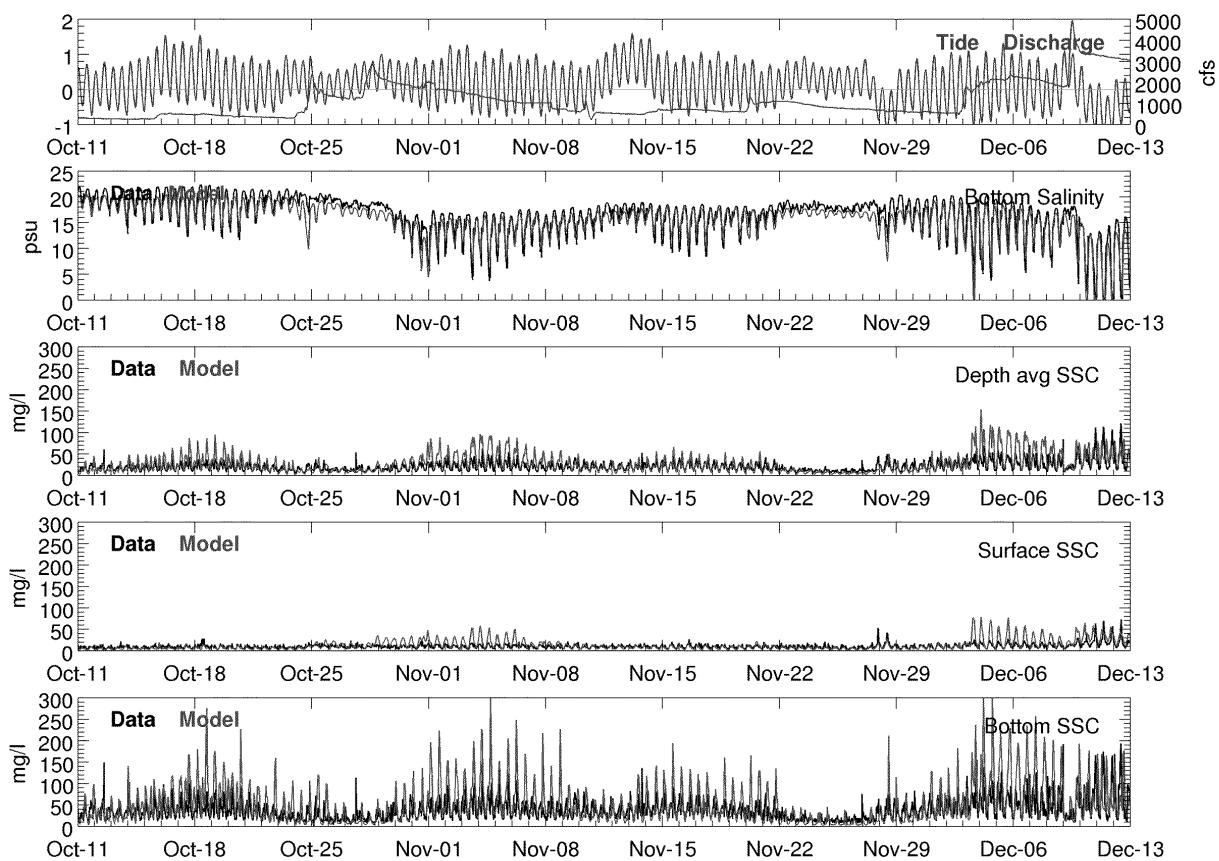 2
1
0
-1
Tide Discharge
5000
4000
3000
2000
1000
0
cfs
Oct-11 Oct-18 Oct-25 Nov-01 Nov-08 Nov-15 Nov-22 Nov-29 Dec-06 Dec-13
25
20
15
10
5
0
psu
Data Model
Bottom Salinity
Oct-11 Oct-18 Oct-25 Nov-01 Nov-08 Nov-15 Nov-22 Nov-29 Dec-06 Dec-13
300
250
200
150
100
50
0
mg/l
Data Model
Depth avg SSC
Oct-11 Oct-18 Oct-25 Nov-01 Nov-08 Nov-15 Nov-22 Nov-29 Dec-06 Dec-13
300
250
200
150
100
50
0
mg/l
Data Model
Surface SSC
Oct-11 Oct-18 Oct-25 Nov-01 Nov-08 Nov-15 Nov-22 Nov-29 Dec-06 Dec-13
300
250
200
150
100
50
0
mg/l
Data Model
Bottom SSC
Oct-11 Oct-18 Oct-25 Nov-01 Nov-08 Nov-15 Nov-22 Nov-29 Dec-06 Dec-13